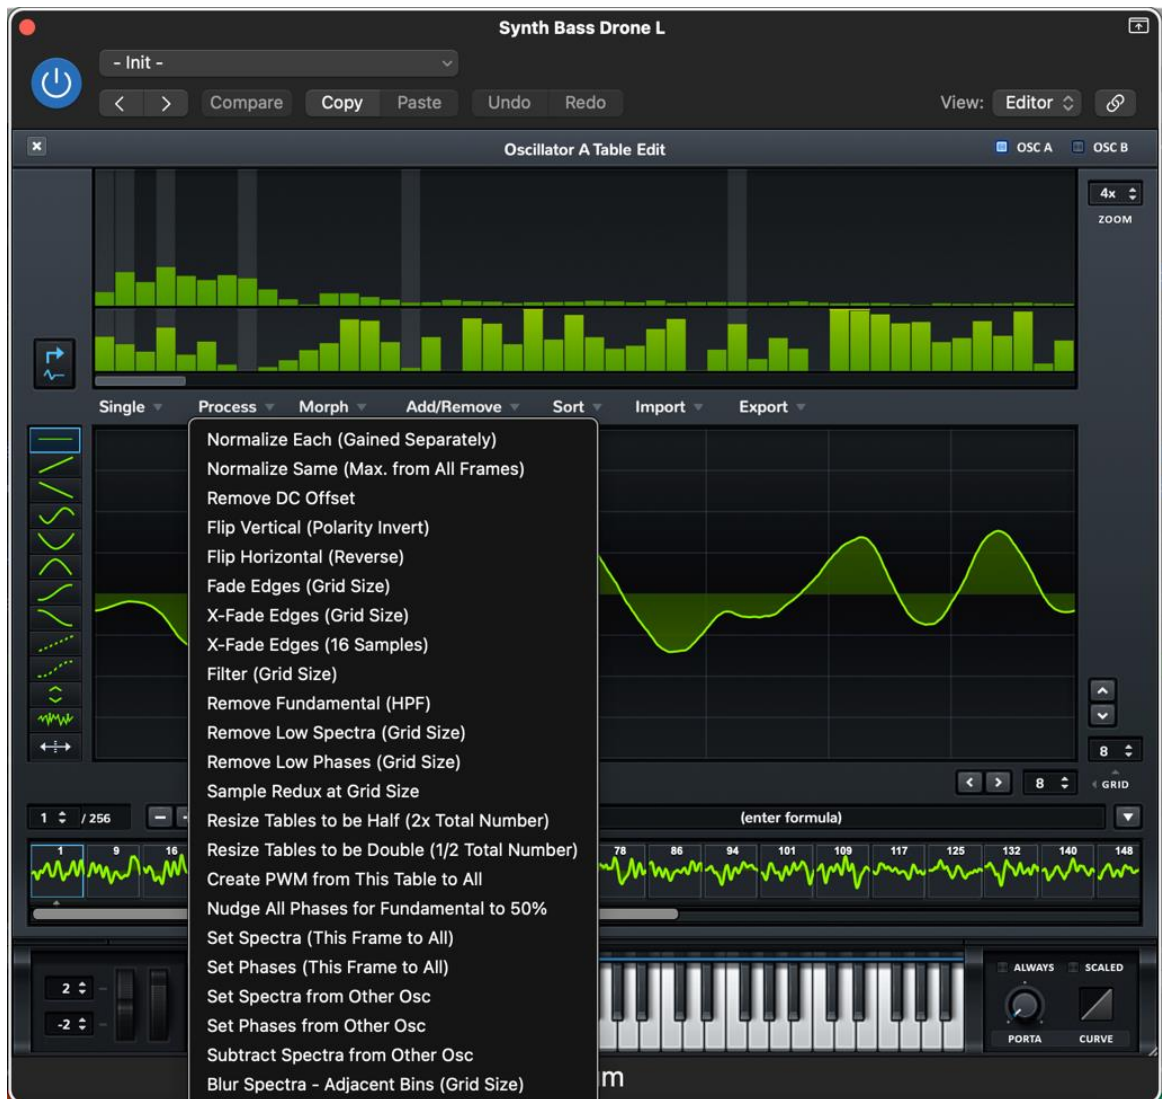 Synth Bass Drone L
- Init -
Compare Copy Paste Undo Redo View: Editor
Oscillator A Table Edit OSC A OSC B
4x
ZOOM
Single Process Morph Add/Remove Sort Import Export
Normalize Each (Gained Separately)
Normalize Same (Max. from All Frames)
Remove DC Offset
Flip Vertical (Polarity Invert)
Flip Horizontal (Reverse)
Fade Edges (Grid Size)
X-Fade Edges (Grid Size)
X-Fade Edges (16 Samples)
Filter (Grid Size)
Remove Fundamental (HPF)
Remove Low Spectra (Grid Size)
Remove Low Phases (Grid Size)
Sample Redux at Grid Size
Resize Tables to be Half (2x Total Number)
Resize Tables to be Double (1/2 Total Number)
Create PWM from This Table to All
Nudge All Phases for Fundamental to 50%
Set Spectra (This Frame to All)
Set Phases (This Frame to All)
Set Spectra from Other Osc
Set Phases from Other Osc
Subtract Spectra from Other Osc
Blur Spectra - Adjacent Bins (Grid Size)
8
8 GRID
1 / 256 (enter formula)
1 9 16 78 86 94 101 109 117 125 132 140 148
ALWAYS SCALED
2
-2
PORTA CURVE